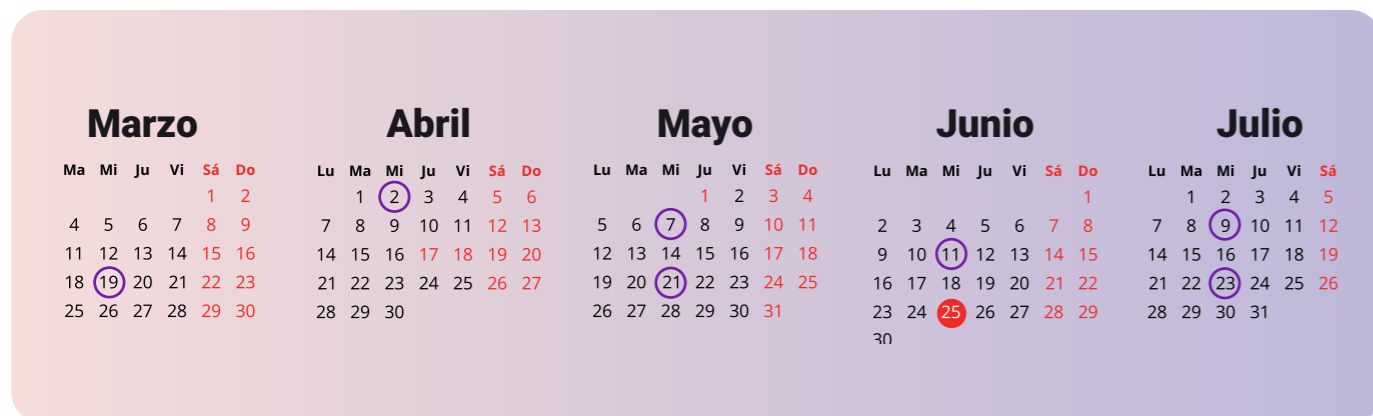 Marzo
Ma Mi Ju Vi Sá Do
1 2
4 5 6 7 8 9
11 12 13 14 15 16
18 19 20 21 22 23
25 26 27 28 29 30
Abril
Lu Ma Mi Ju Vi Sá Do
1 2 3 4 5 6
7 8 9 10 11 12 13
14 15 16 17 18 19 20
21 22 23 24 25 26 27
28 29 30
Mayo
Lu Ma Mi Ju Vi Sá Do
1 2 3 4
5 6 7 8 9 10 11
12 13 14 15 16 17 18
19 20 21 22 23 24 25
26 27 28 29 30 31
Junio
Lu Ma Mi Ju Vi Sá Do
1
2 3 4 5 6 7 8
9 10 11 12 13 14 15
16 17 18 19 20 21 22
23 24 25 26 27 28 29
30
Julio
Lu Ma Mi Ju Vi Sá
1 2 3 4 5
7 8 9 10 11 12
14 15 16 17 18 19
21 22 23 24 25 26
28 29 30 31